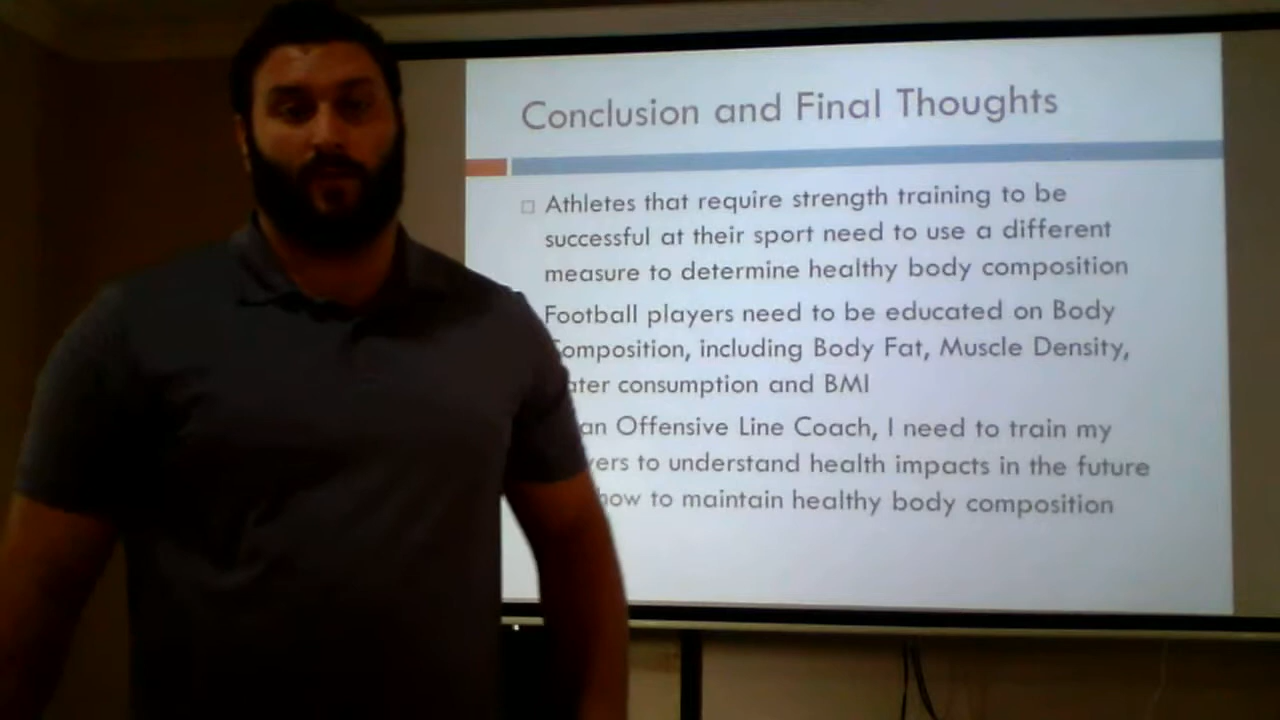 Conclusion and Final Thoughts
Athletes that require strength training to be
successful at their sport need to use a different
measure to determine healthy body composition
Football players need to be educated on Body
Composition, including Body Fat, Muscle Density,
consumption and BMI
an Offensive Line Coach, I need to train my
to understand health impacts in the future
how to maintain healthy body composition